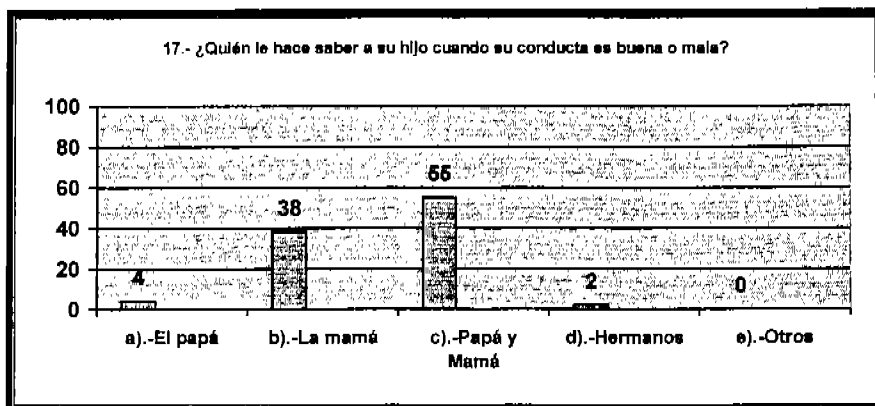 17.- ¿Quién le hace saber a su hijo cuando su conducta es buena o mala?
100
80
60
40
20
0
4
38
55
2
0
a).-El papá
b).-La mamá
c).-Papá y
Mamá
d).-Hermanos
e).-Otros